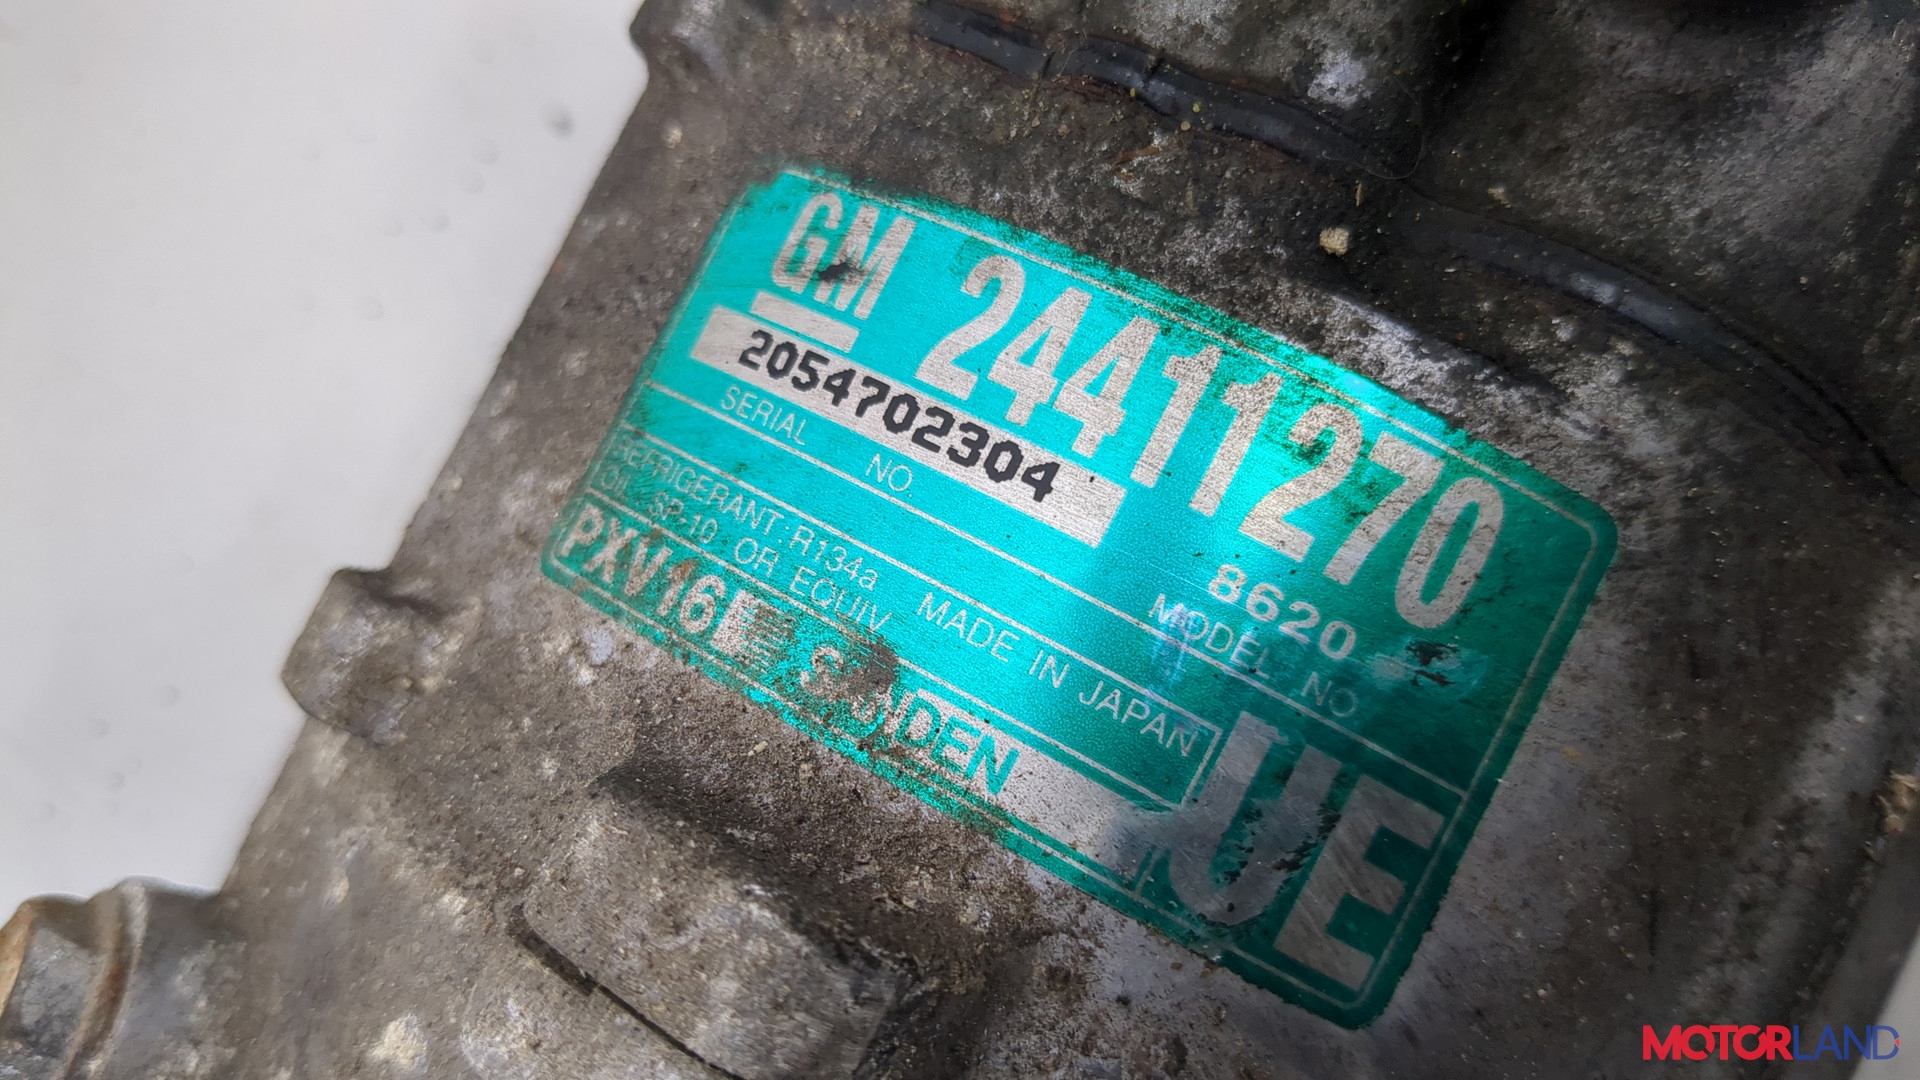 GM 24411270
2054702304
SERIAL NO.
8620
MODEL NO.
REFRIGERANT: R134a
OIL SP-10 OR EQUIV
MADE IN JAPAN
PXV16
SANDEN
UE
MOTORLAND